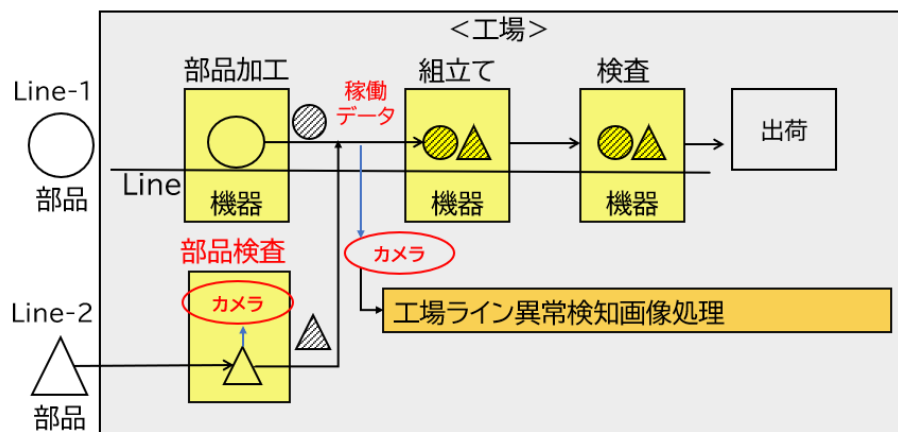 ＜工場＞
Line-1
部品
部品加工
機器
稼働
データ
組立て
機器
検査
機器
出荷
Line
部品検査
カメラ
カメラ
工場ライン異常検知画像処理
Line-2
部品